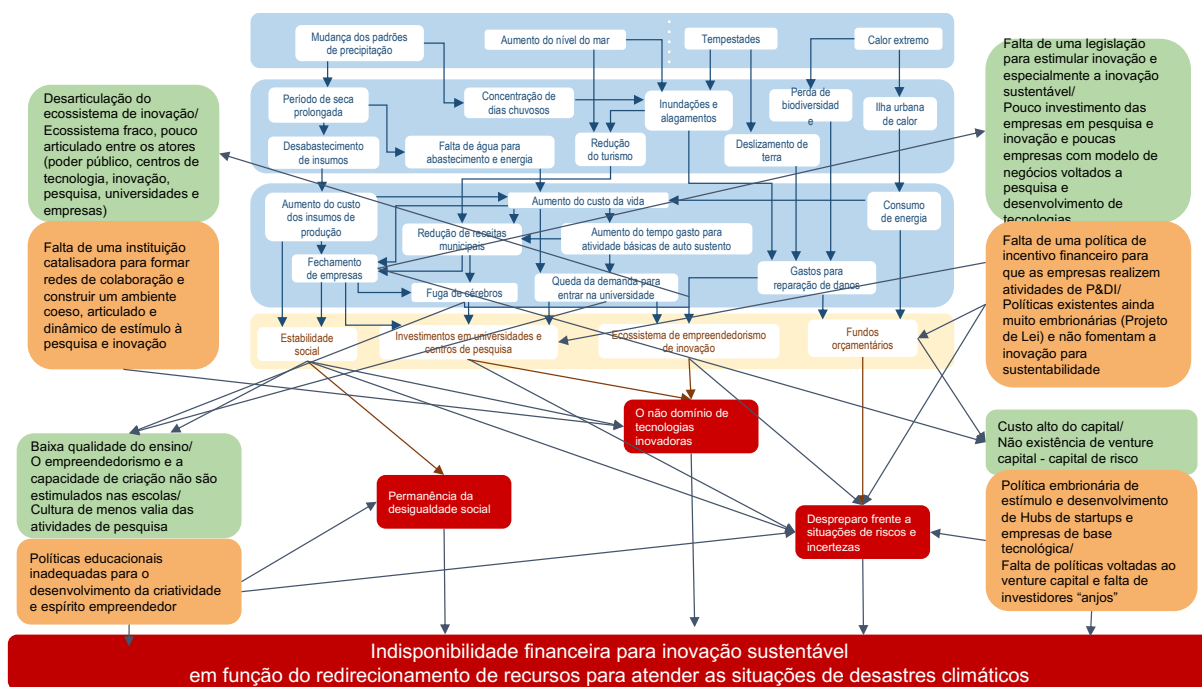 Mudança dos padrões
de precipitação
Aumento do nível do mar
Tempestades
Calor extremo
Período de seca
prolongada
Concentração de
dias chuvosos
Inundações e
alagamentos
Perda de
biodiversidad
e
Ilha urbana
de calor
Desabastecimento
de insumos
Falta de água para
abastecimento e energia
Redução
do turismo
Deslizamento de
terra
Aumento do custo
dos insumos de
produção
Aumento do custo da vida
Consumo
de energia
Redução de receitas
municipais
Aumento do tempo gasto para
atividade básicas de auto sustento
Fechamento
de empresas
Fuga de cérebros
Queda da demanda para
entrar na universidade
Gastos para
reparação de danos
Estabilidade
social
Investimentos em universidades e
centros de pesquisa
Ecossistema de empreendedorismo
de inovação
Fundos
orçamentários
Desarticulação do
ecossistema de inovação/
Ecossistema fraco, pouco
articulado entre os atores
(poder público, centros de
tecnologia, inovação,
pesquisa, universidades e
empresas)
Falta de uma instituição
catalisadora para formar
redes de colaboração e
construir um ambiente
coeso, articulado e
dinâmico de estímulo à
pesquisa e inovação
Falta de uma legislação
para estimular inovação e
especialmente a inovação
sustentável/
Pouco investimento das
empresas em pesquisa e
inovação e poucas
empresas com modelo de
negócios voltados a
pesquisa e
desenvolvimento de
tecnologias
Falta de uma política de
incentivo financeiro para
que as empresas realizem
atividades de P&DI/
Políticas existentes ainda
muito embrionárias (Projeto
de Lei) e não fomentam a
inovação para
sustentabilidade
O não domínio de
tecnologias
inovadoras
Baixa qualidade do ensino/
O empreendedorismo e a
capacidade de criação não são
estimulados nas escolas/
Cultura de menos valia das
atividades de pesquisa
Custo alto do capital/
Não existência de venture
capital - capital de risco
Permanência da
desigualdade social
Despreparo frente a
situações de riscos e
incertezas
Política embrionária de
estímulo e desenvolvimento
de Hubs de startups e
empresas de base
tecnológica/
Falta de políticas voltadas ao
venture capital e falta de
investidores “anjos”
Políticas educacionais
inadequadas para o
desenvolvimento da criatividade
e espírito empreendedor
Indisponibilidade financeira para inovação sustentável
em função do redirecionamento de recursos para atender as situações de desastres climáticos